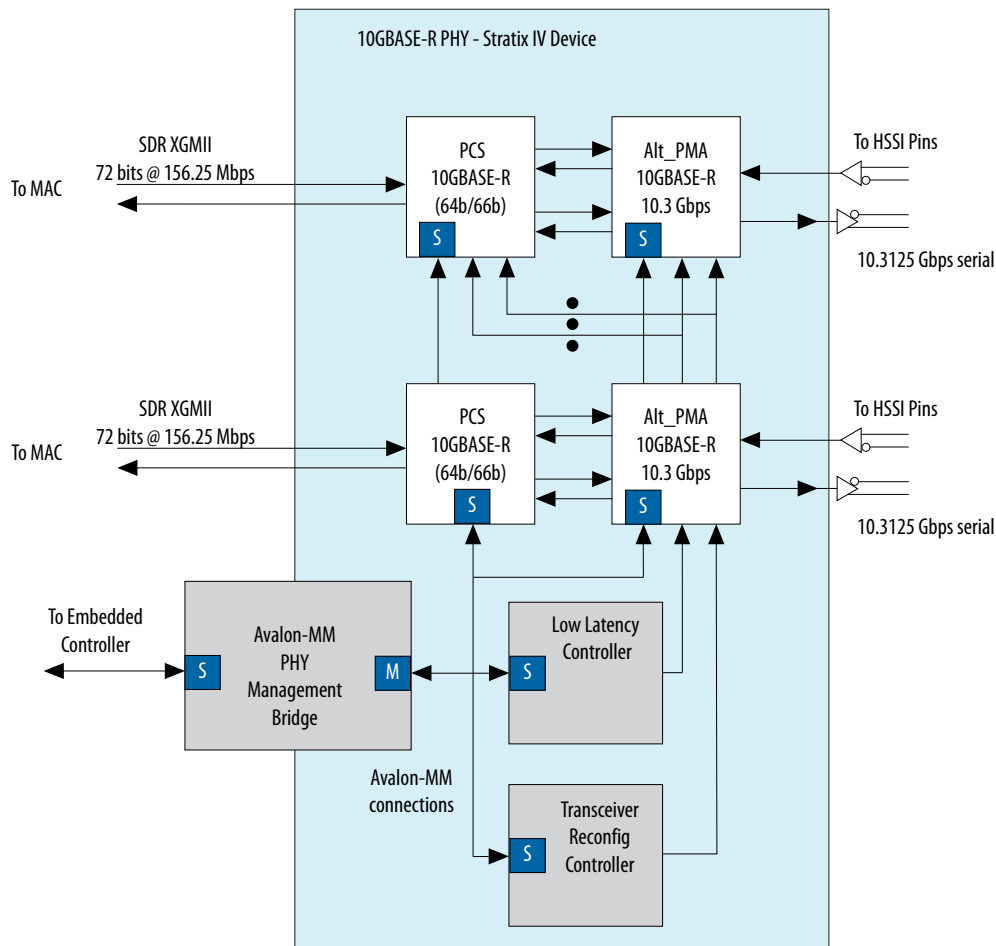 10GBASE-R PHY - Stratix IV Device
SDR XGMII
72 bits @ 156.25 Mbps
To MAC
PCS
10GBASE-R
(64b/66b)
S
Alt_PMA
10GBASE-R
10.3 Gbps
S
To HSSI Pins
10.3125 Gbps serial
SDR XGMII
72 bits @ 156.25 Mbps
To MAC
PCS
10GBASE-R
(64b/66b)
S
Alt_PMA
10GBASE-R
10.3 Gbps
S
To HSSI Pins
10.3125 Gbps serial
To Embedded
Controller
S
Avalon-MM
PHY
Management
Bridge
M
Low Latency
Controller
S
Avalon-MM
connections
Transceiver
Reconfig
Controller
S